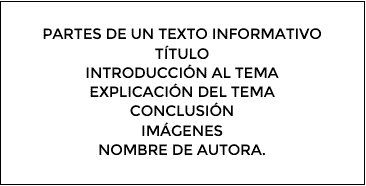 PARTES DE UN TEXTO INFORMATIVO
TÍTULO
INTRODUCCIÓN AL TEMA
EXPLICACIÓN DEL TEMA
CONCLUSIÓN
IMÁGENES
NOMBRE DE AUTORA.